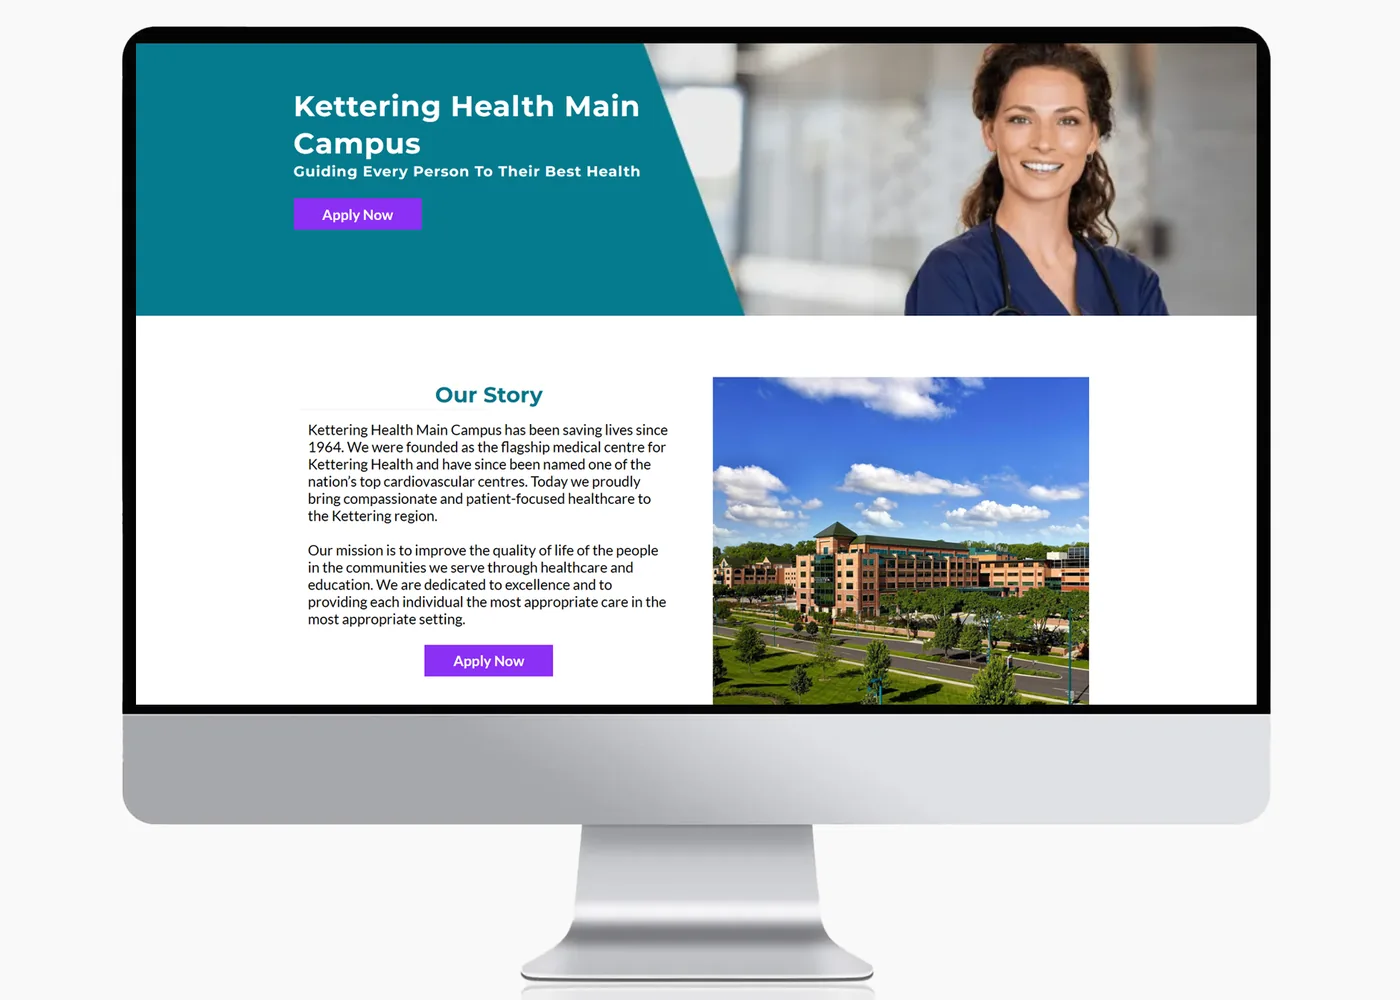 Kettering Health Main
Campus
Guiding Every Person To Their Best Health
Apply Now
Our Story
Kettering Health Main Campus has been saving lives since
1964. We were founded as the flagship medical centre for
Kettering Health and have since been named one of the
nation's top cardiovascular centres. Today we proudly
bring compassionate and patient-focused healthcare to
the Kettering region.
Our mission is to improve the quality of life of the people
in the communities we serve through healthcare and
education. We are dedicated to excellence and to
providing each individual the most appropriate care in the
most appropriate setting.
Apply Now